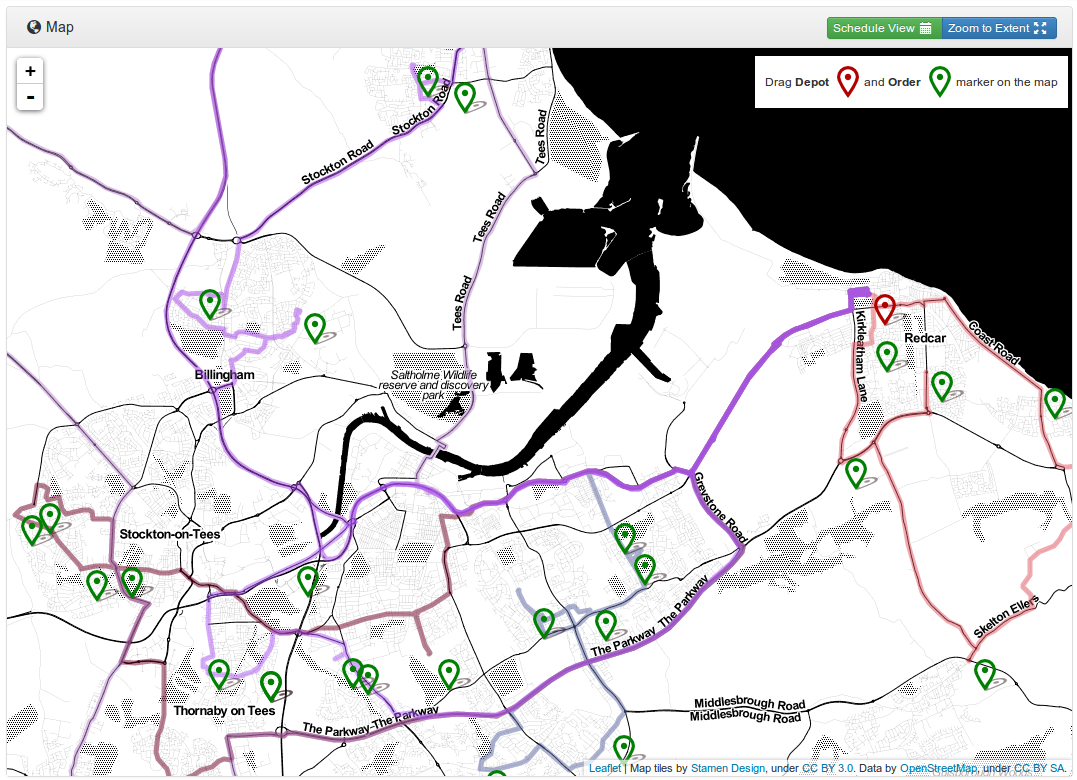 Map
Schedule View
Zoom to Extent
+
-
Drag Depot and Order marker on the map
Stockton Road
Stockton Road
Tees Road
Tees Road
Tees Road
Billingham
Saltholme Wildlife
reserve and discovery
park
Redcar
Coast Road
Kirkleatham Lane
Greystone Road
Stockton-on-Tees
The Parkway
The Parkway
Skelton Ellers
Thornaby on Tees
The Parkway
The Parkway
Middlesbrough Road
Middlesbrough Road
Leaflet | Map tiles by Stamen Design, under CC BY 3.0. Data by OpenStreetMap, under CC BY SA.